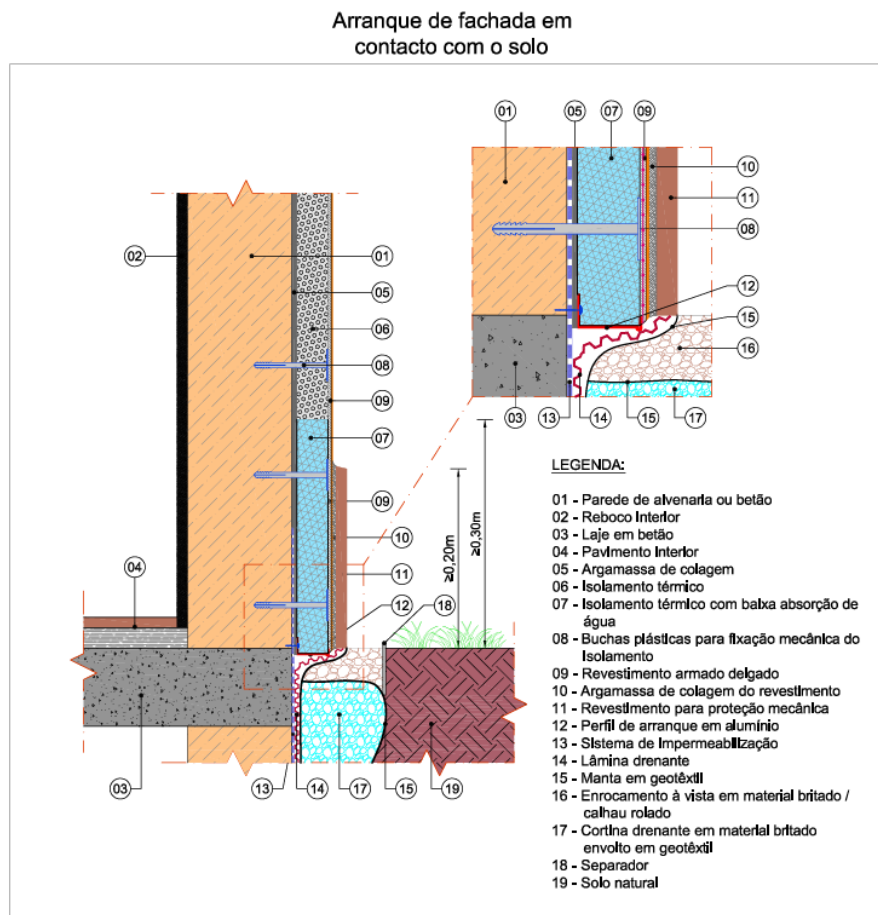 Arranque de fachada em
contacto com o solo
01
05
07
09
10
11
08
12
15
16
03
13
14
15
17
02
01
05
06
08
09
07
09
10
11
12
18
04
≥0,20m
≥0,30m
03
13
14
17
15
19
LEGENDA:
01 - Parede de alvenaria ou betão
02 - Reboco Interior
03 - Laje em betão
04 - Pavimento Interior
05 - Argamassa de colagem
06 - Isolamento térmico
07 - Isolamento térmico com baixa absorção de
água
08 - Buchas plásticas para fixação mecânica do
Isolamento
09 - Revestimento armado delgado
10 - Argamassa de colagem do revestimento
11 - Revestimento para proteção mecânica
12 - Perfil de arranque em alumínio
13 - Sistema de Impermeabilização
14 - Lâmina drenante
15 - Manta em geotêxtil
16 - Enrocamento à vista em material britado /
calhau rolado
17 - Cortina drenante em material britado
envolto em geotêxtil
18 - Separador
19 - Solo natural